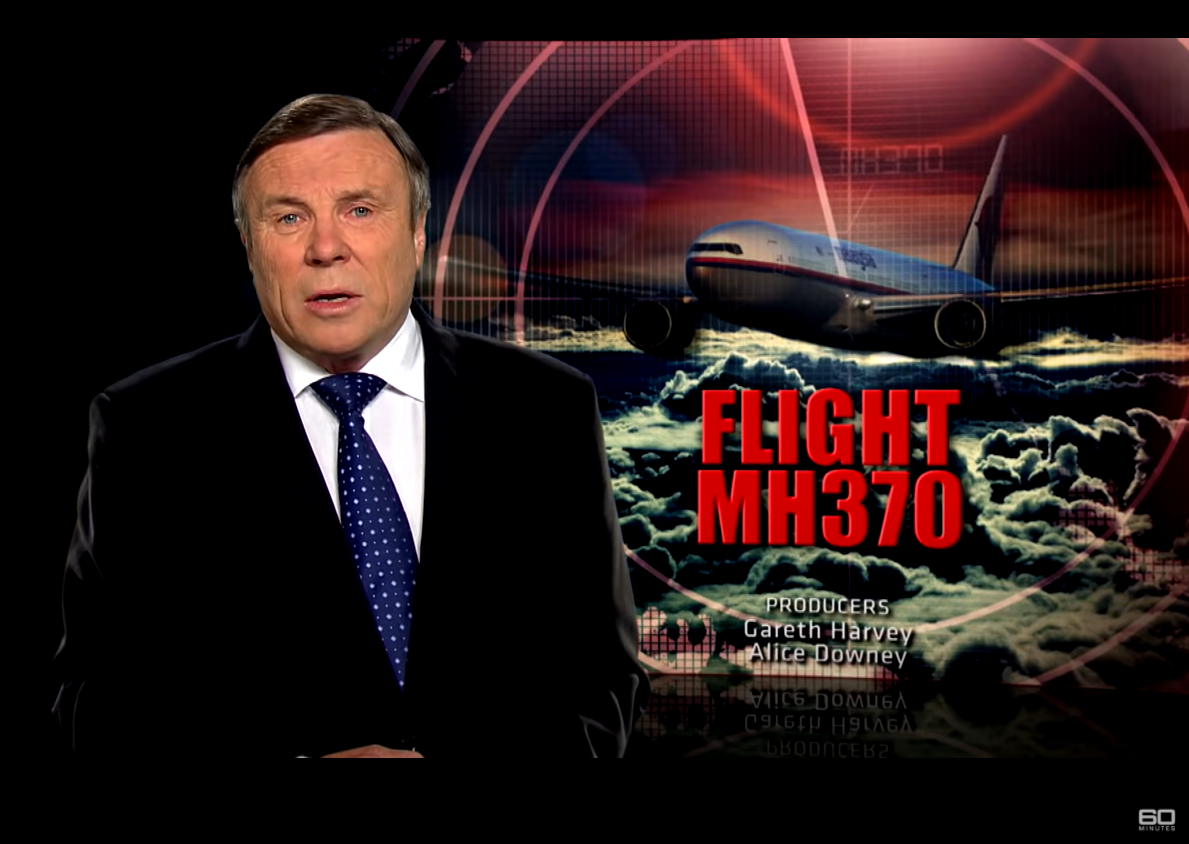 MH370
FLIGHT
MH370
PRODUCERS
Gareth Harvey
Alice Downey
60
MINUTES